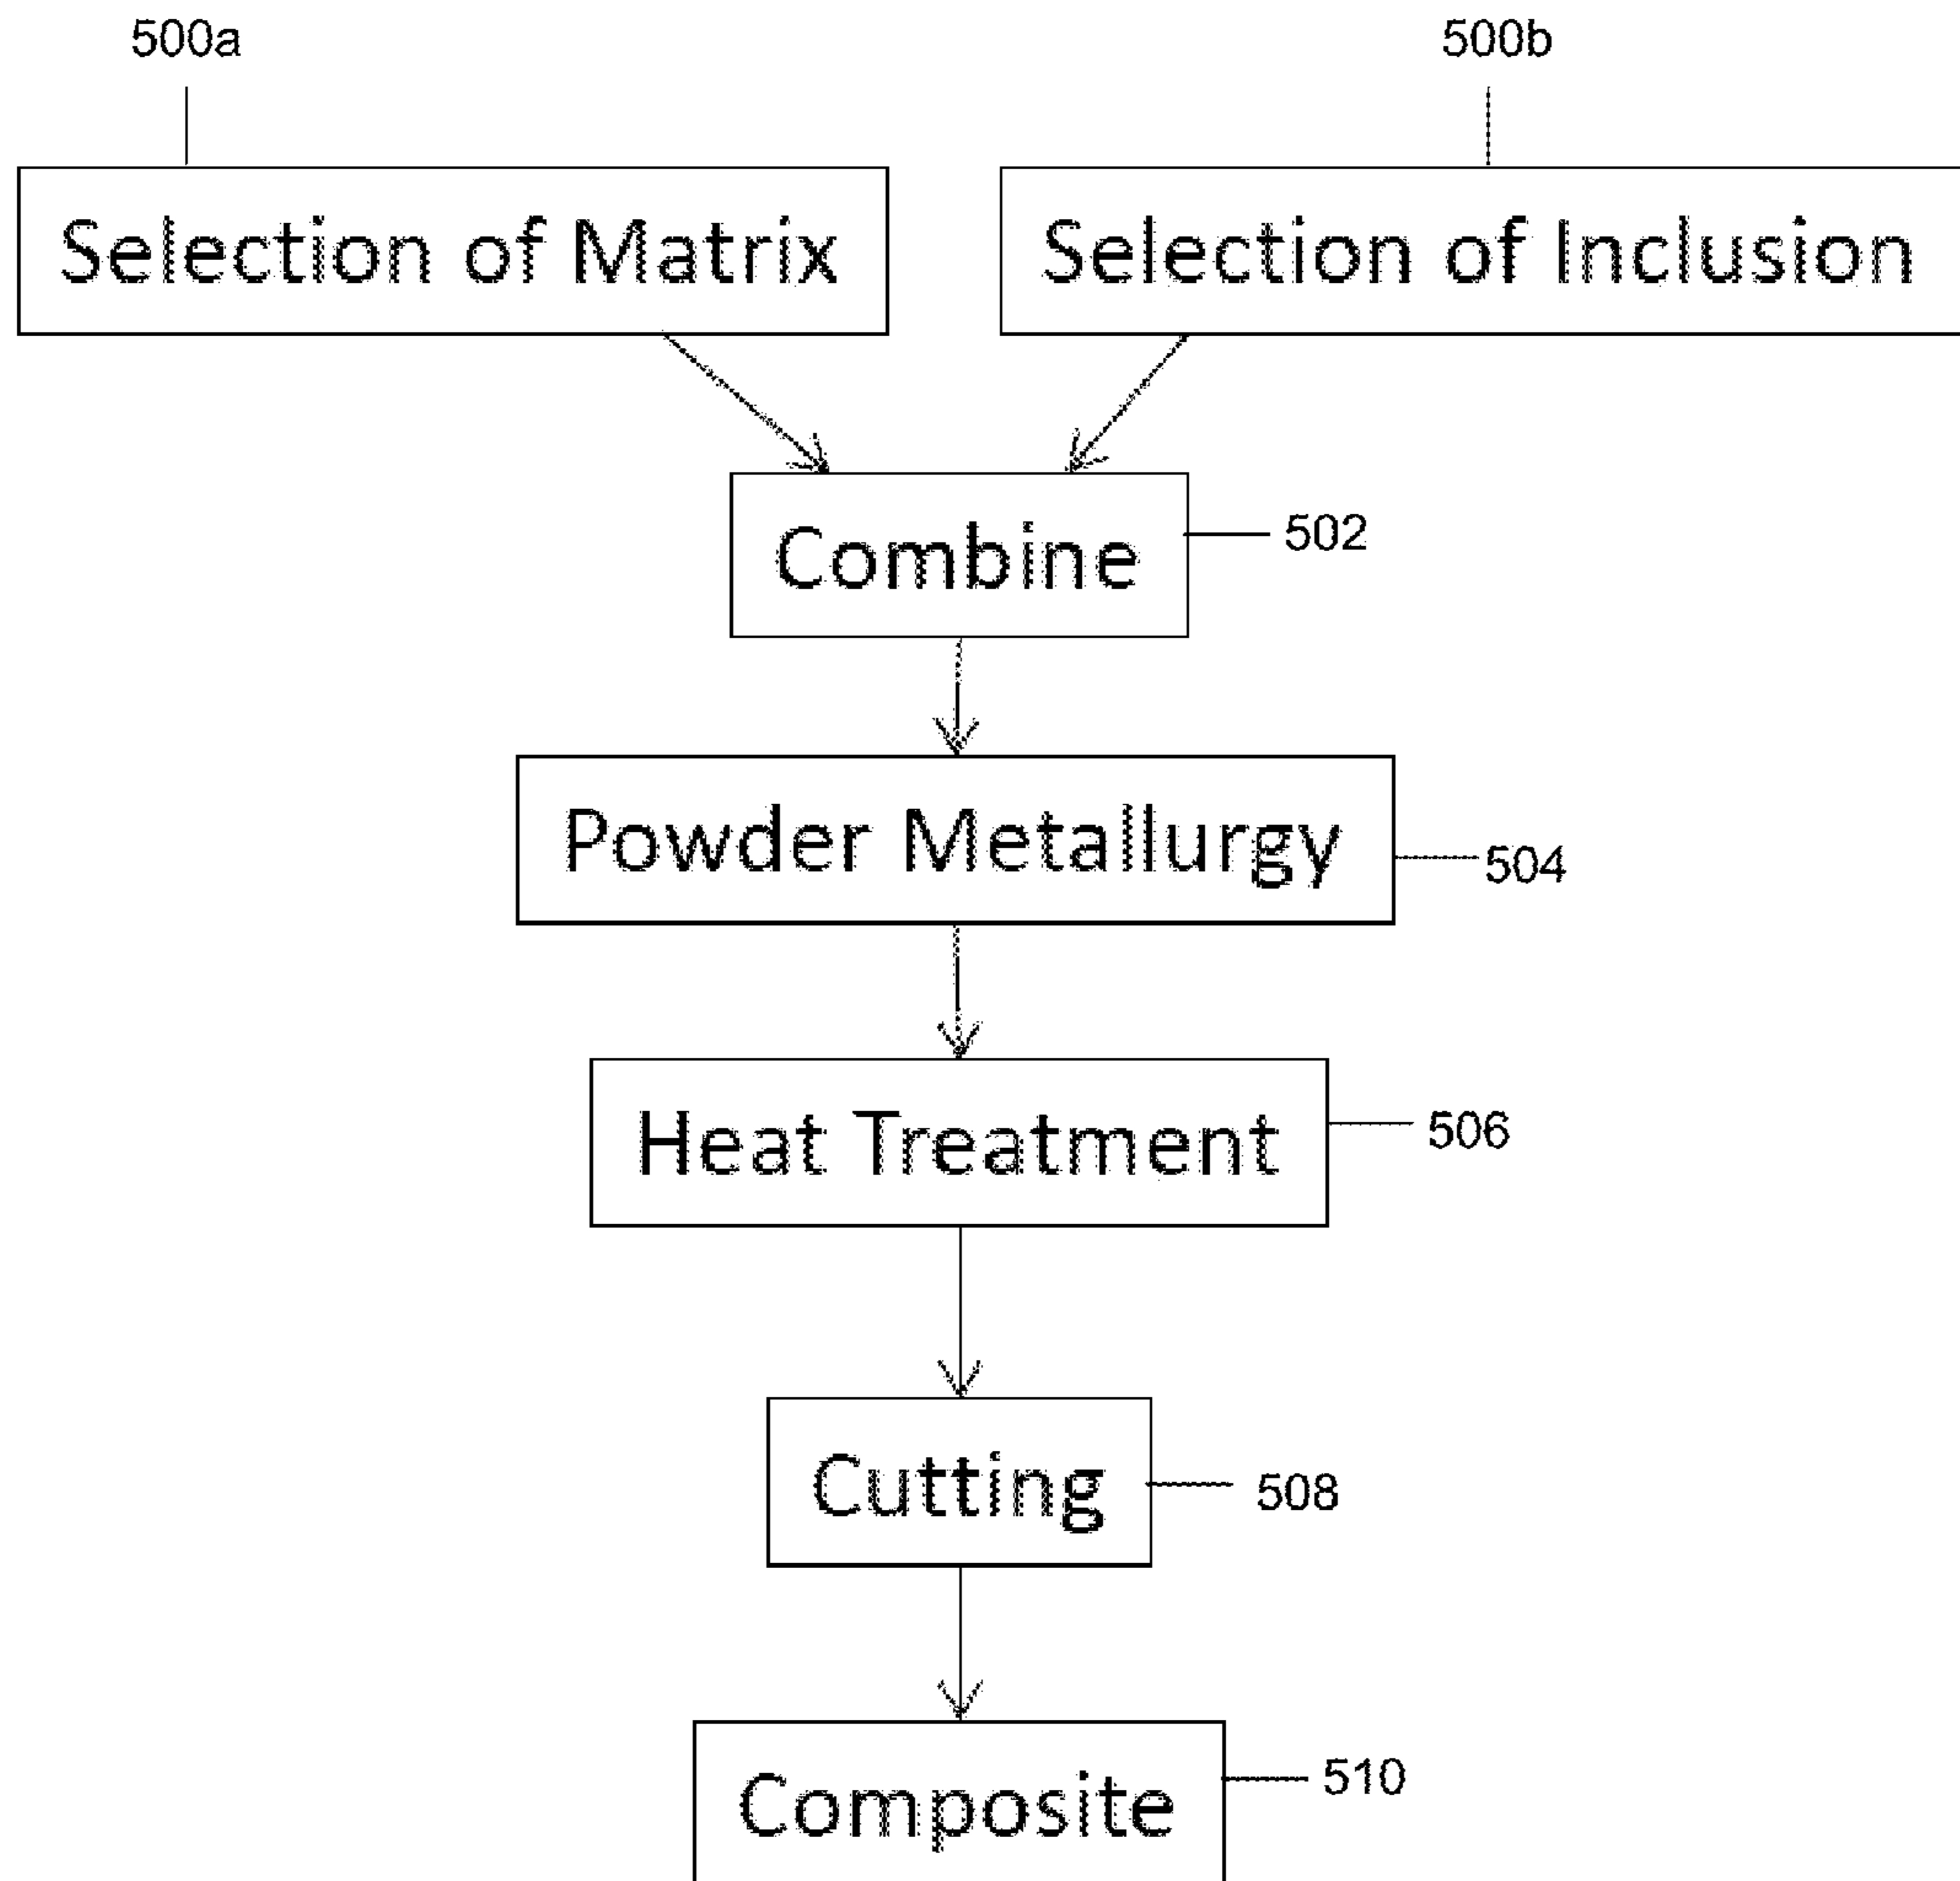 500a
500b
Selection of Matrix
Selection of Inclusion
Combine
502
Powder Metallurgy
504
Heat Treatment
506
Cutting
508
Composite
510